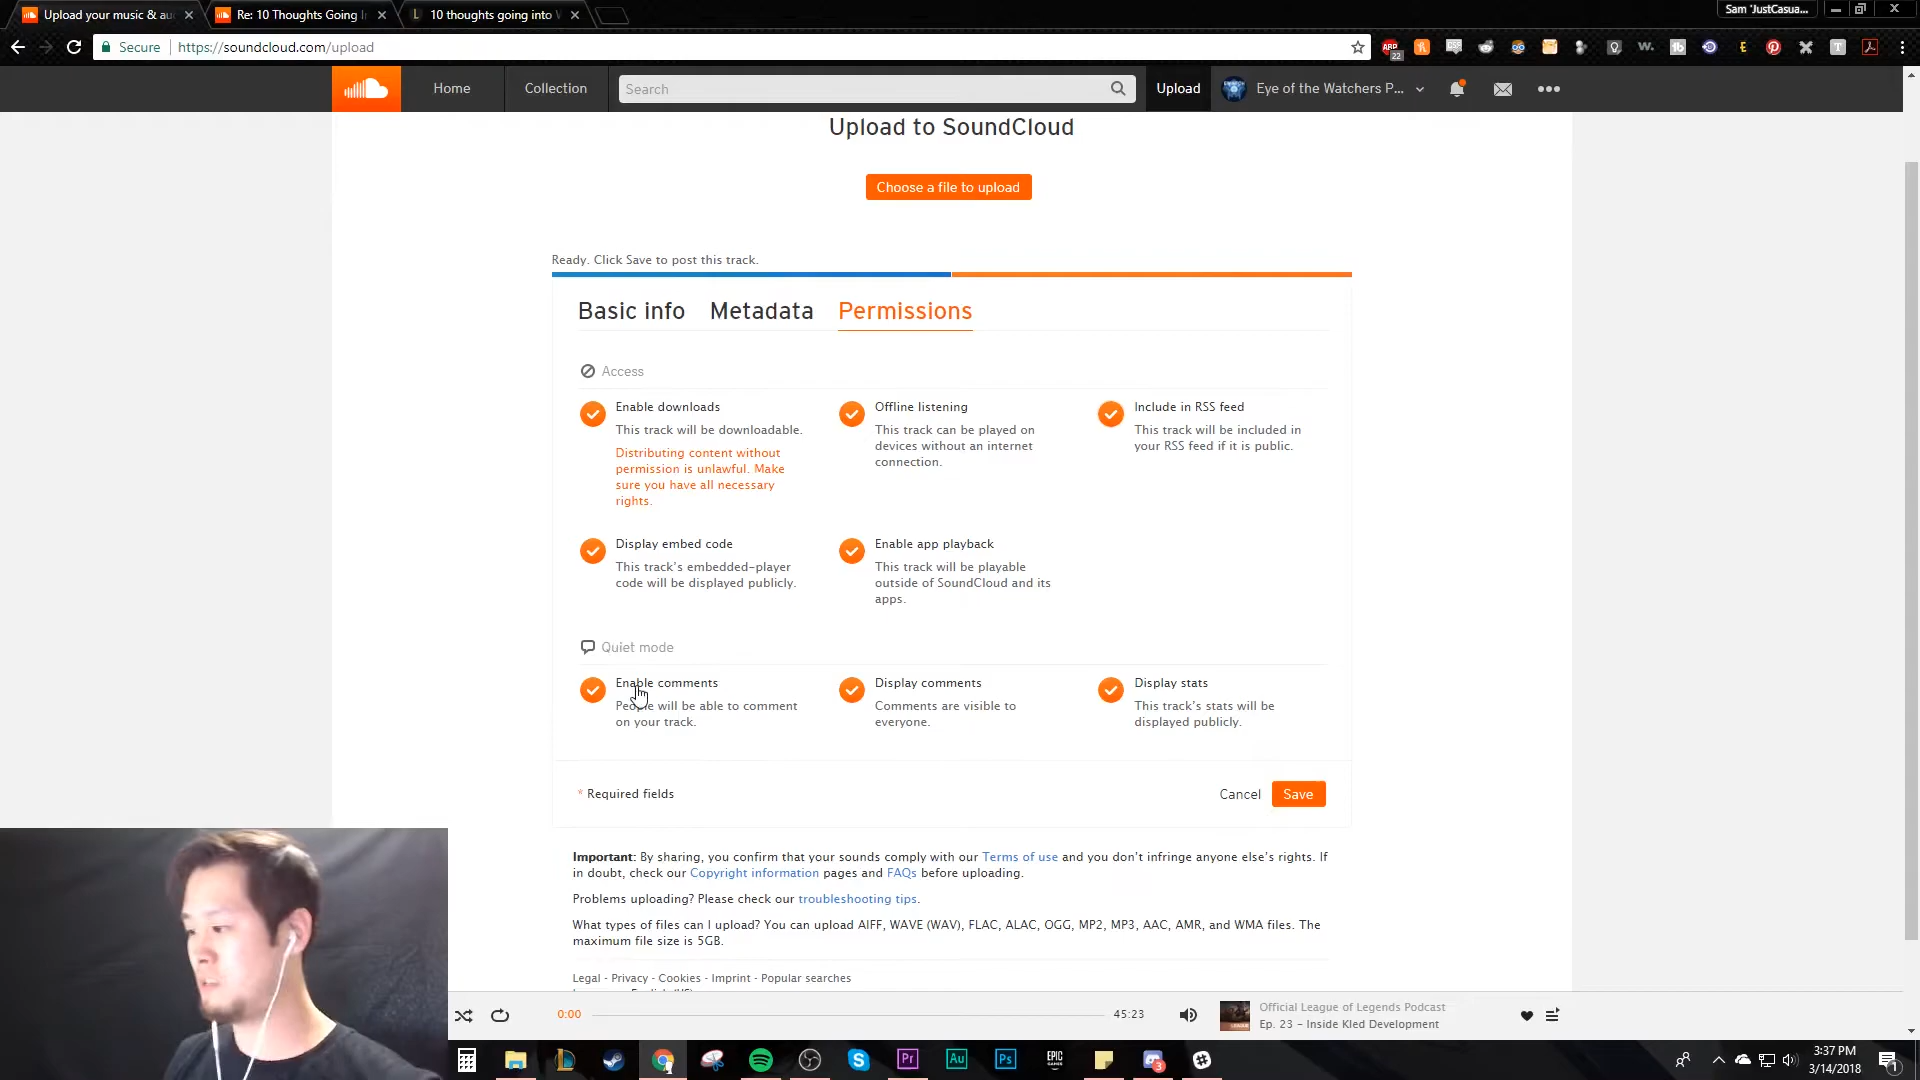 Upload your music & au
Re: 10 Thoughts Going I
10 thoughts going into
Sam 'JustCasua...
Secure
https://soundcloud.com/upload
22
Home
Collection
Search
Upload
Eye of the Watchers P...
Upload to SoundCloud
Choose a file to upload
Ready. Click Save to post this track.
Basic info
Metadata
Permissions
Access
Enable downloads
This track will be downloadable.
Distributing content without
permission is unlawful. Make
sure you have all necessary
rights.
Offline listening
This track can be played on
devices without an internet
connection.
Include in RSS feed
This track will be included in
your RSS feed if it is public.
Display embed code
This track's embedded-player
code will be displayed publicly.
Enable app playback
This track will be playable
outside of SoundCloud and its
apps.
Quiet mode
Enable comments
People will be able to comment
on your track.
Display comments
Comments are visible to
everyone.
Display stats
This track's stats will be
displayed publicly.
* Required fields
Cancel
Save
Important: By sharing, you confirm that your sounds comply with our Terms of use and you don't infringe anyone else's rights. If
in doubt, check our Copyright information pages and FAQs before uploading.
Problems uploading? Please check our troubleshooting tips.
What types of files can I upload? You can upload AIFF, WAVE (WAV), FLAC, ALAC, OGG, MP2, MP3, AAC, AMR, and WMA files. The
maximum file size is 5GB.
Legal - Privacy - Cookies - Imprint - Popular searches
0:00
45:23
Official League of Legends Podcast
Ep. 23 - Inside Kled Development
Pr
Au
Ps
EPIC
GAMES
3
3:37 PM
3/14/2018
1